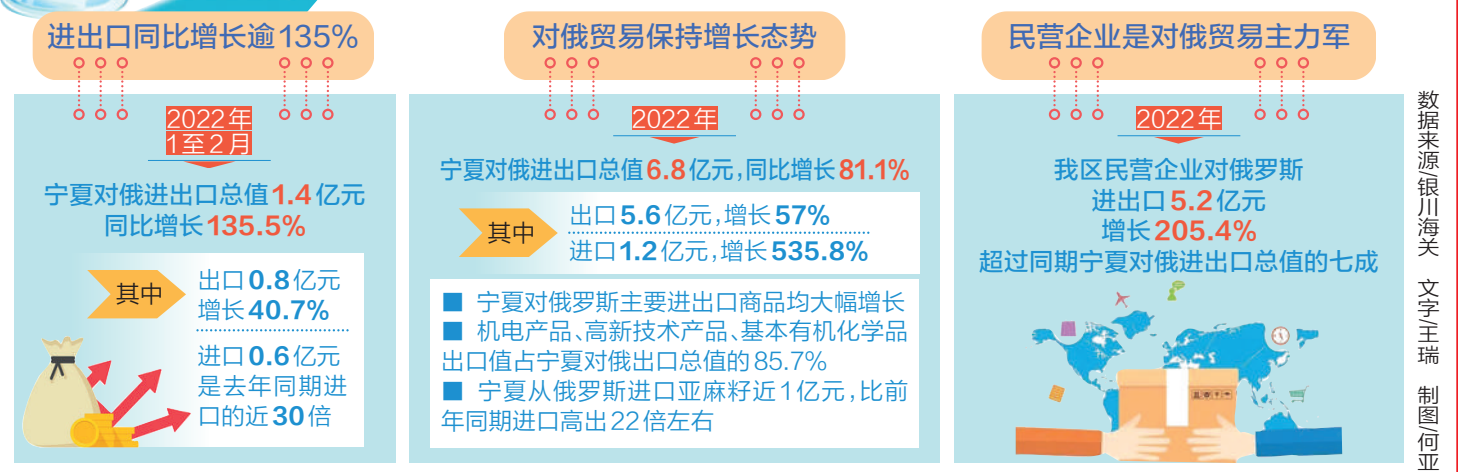 进出口同比增长逾135%
2022年
1至2月
宁夏对俄进出口总值1.4亿元
同比增长135.5%
其中
出口0.8亿元
增长40.7%
进口0.6亿元
是去年同期进
口的近30倍
对俄贸易保持增长态势
2022年
宁夏对俄进出口总值6.8亿元,同比增长81.1%
其中
出口5.6亿元,增长57%
进口1.2亿元,增长535.8%
■ 宁夏对俄罗斯主要进出口商品均大幅增长
■ 机电产品、高新技术产品、基本有机化学品
出口值占宁夏对俄出口总值的85.7%
■ 宁夏从俄罗斯进口亚麻籽近1亿元,比前
年同期进口高出22倍左右
民营企业是对俄贸易主力军
2022年
我区民营企业对俄罗斯
进出口5.2亿元
增长205.4%
超过同期宁夏对俄进出口总值的七成
数据来源/银川海关 文字/王瑞 制图/何亚